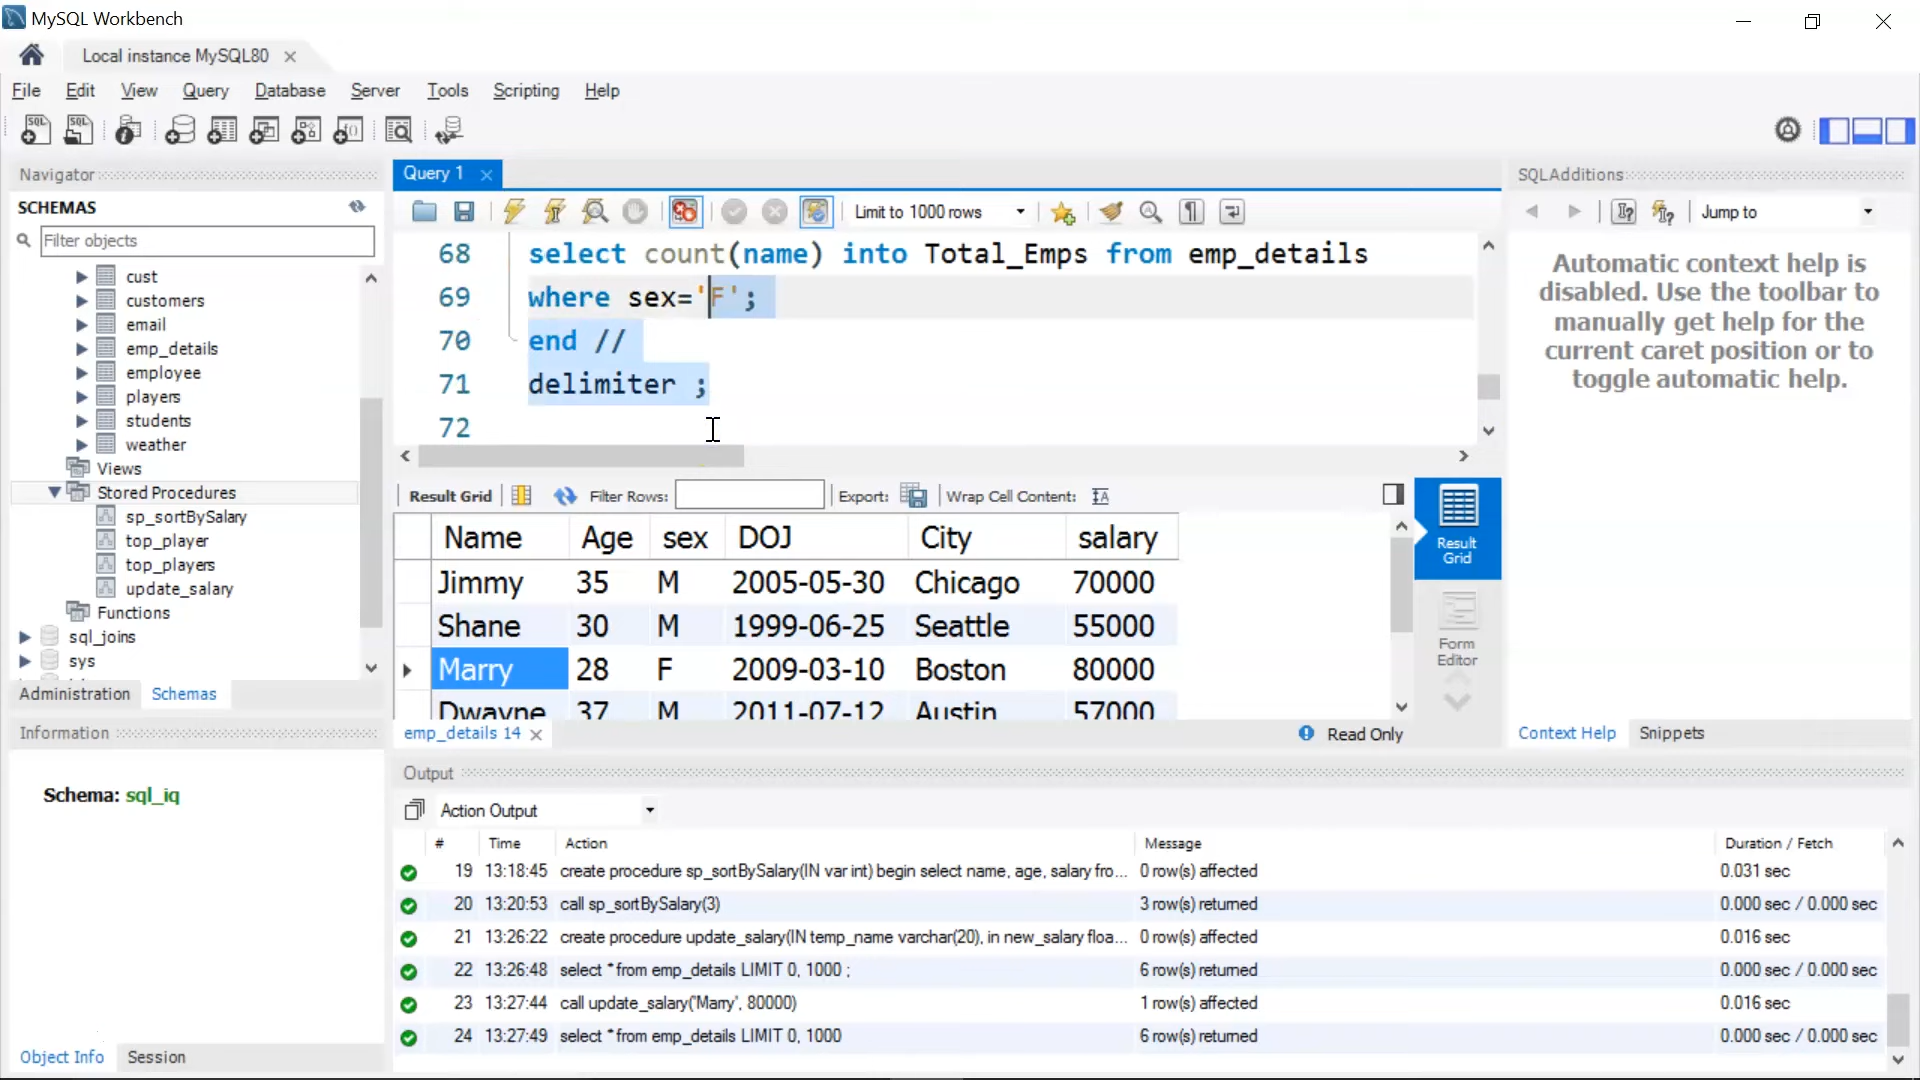 MySQL Workbench
Local instance MySQL80
File Edit View Query Database Server Tools Scripting Help
Navigator
SCHEMAS
Filter objects
cust
customers
email
emp_details
employee
players
students
weather
Views
Stored Procedures
sp_sortBySalary
top_player
top_players
update_salary
Functions
sql_joins
sys
Administration Schemas
Information
Schema: sql_iq
Object Info Session
Query 1
Limit to 1000 rows
68 select count(name) into Total_Emps from emp_details
69 where sex='F';
70 end //
71 delimiter ;
72
Result Grid Filter Rows: Export: Wrap Cell Content:
Name Age sex DOJ City salary
Jimmy 35 M 2005-05-30 Chicago 70000
Shane 30 M 1999-06-25 Seattle 55000
Marry 28 F 2009-03-10 Boston 80000
Dwayne 37 M 2011-07-12 Austin 57000
Result
Grid
Form
Editor
emp_details 14 Read Only
SQLAdditions
Jump to
Automatic context help is
disabled. Use the toolbar to
manually get help for the
current caret position or to
toggle automatic help.
Context Help Snippets
Output
Action Output
# Time Action Message Duration / Fetch
19 13:18:45 create procedure sp_sortBySalary(IN var int) begin select name, age, salary fro... 0 row(s) affected 0.031 sec
20 13:20:53 call sp_sortBySalary(3) 3 row(s) returned 0.000 sec / 0.000 sec
21 13:26:22 create procedure update_salary(IN temp_name varchar(20), in new_salary floa... 0 row(s) affected 0.016 sec
22 13:26:48 select * from emp_details LIMIT 0, 1000 ; 6 row(s) returned 0.000 sec / 0.000 sec
23 13:27:44 call update_salary('Marry', 80000) 1 row(s) affected 0.016 sec
24 13:27:49 select * from emp_details LIMIT 0, 1000 6 row(s) returned 0.000 sec / 0.000 sec